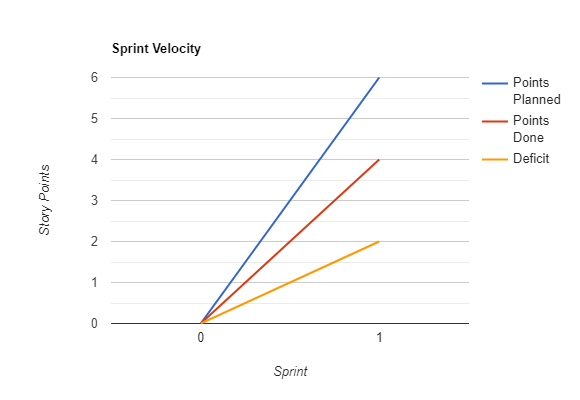 Sprint Velocity
6
5
4
3
2
1
0
Story Points
0 1
Sprint
Points
Planned
Points
Done
Deficit